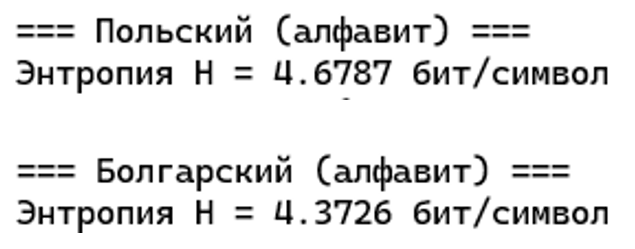 === Польский (алфавит) ===
Энтропия H = 4.6787 бит/символ
=== Болгарский (алфавит) ===
Энтропия H = 4.3726 бит/символ